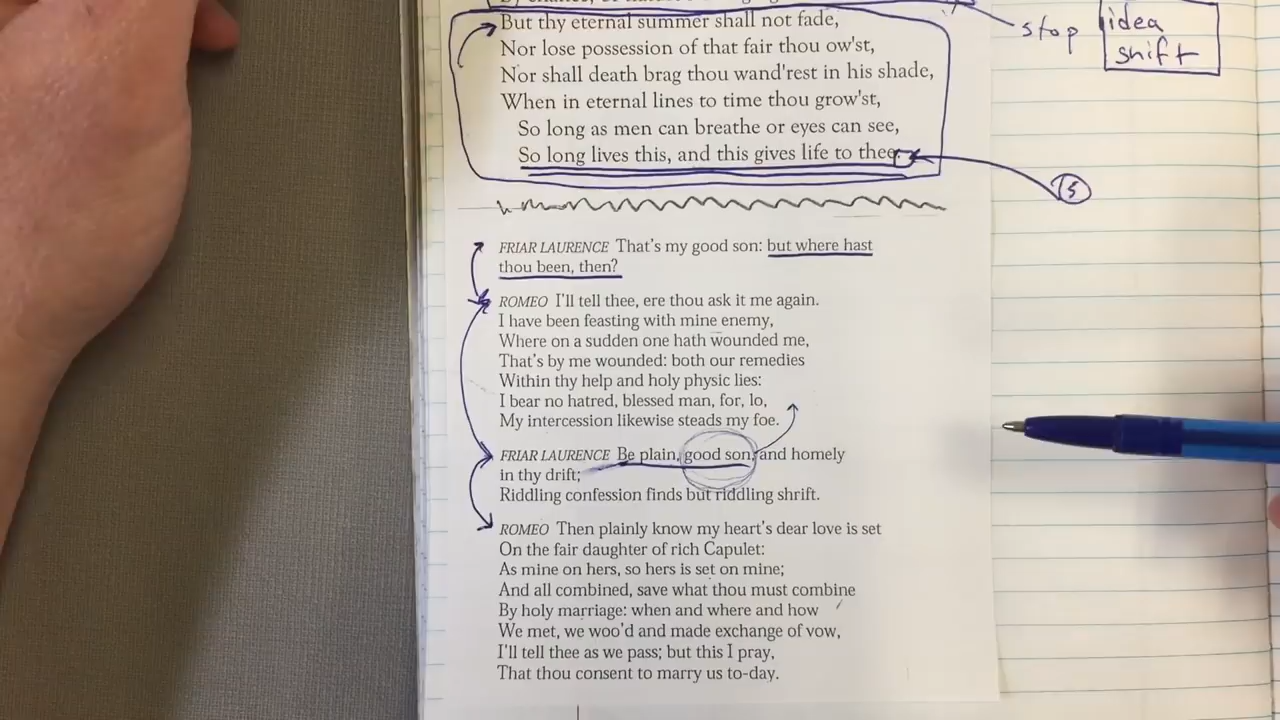 But thy eternal summer shall not fade,
Nor lose possession of that fair thou ow'st,
Nor shall death brag thou wand'rest in his shade,
When in eternal lines to time thou grow'st,
So long as men can breathe or eyes can see,
So long lives this, and this gives life to thee.
stop
idea
shift
FRIAR LAURENCE That's my good son: but where hast
thou been, then?
ROMEO I'll tell thee, ere thou ask it me again.
I have been feasting with mine enemy,
Where on a sudden one hath wounded me,
That's by me wounded: both our remedies
Within thy help and holy physic lies:
I bear no hatred, blessed man, for, lo,
My intercession likewise steads my foe.
FRIAR LAURENCE Be plain, good son, and homely
in thy drift;
Riddling confession finds but riddling shrift.
ROMEO Then plainly know my heart's dear love is set
On the fair daughter of rich Capulet:
As mine on hers, so hers is set on mine;
And all combined, save what thou must combine
By holy marriage: when and where and how
We met, we woo'd and made exchange of vow,
I'll tell thee as we pass; but this I pray,
That thou consent to marry us to-day.